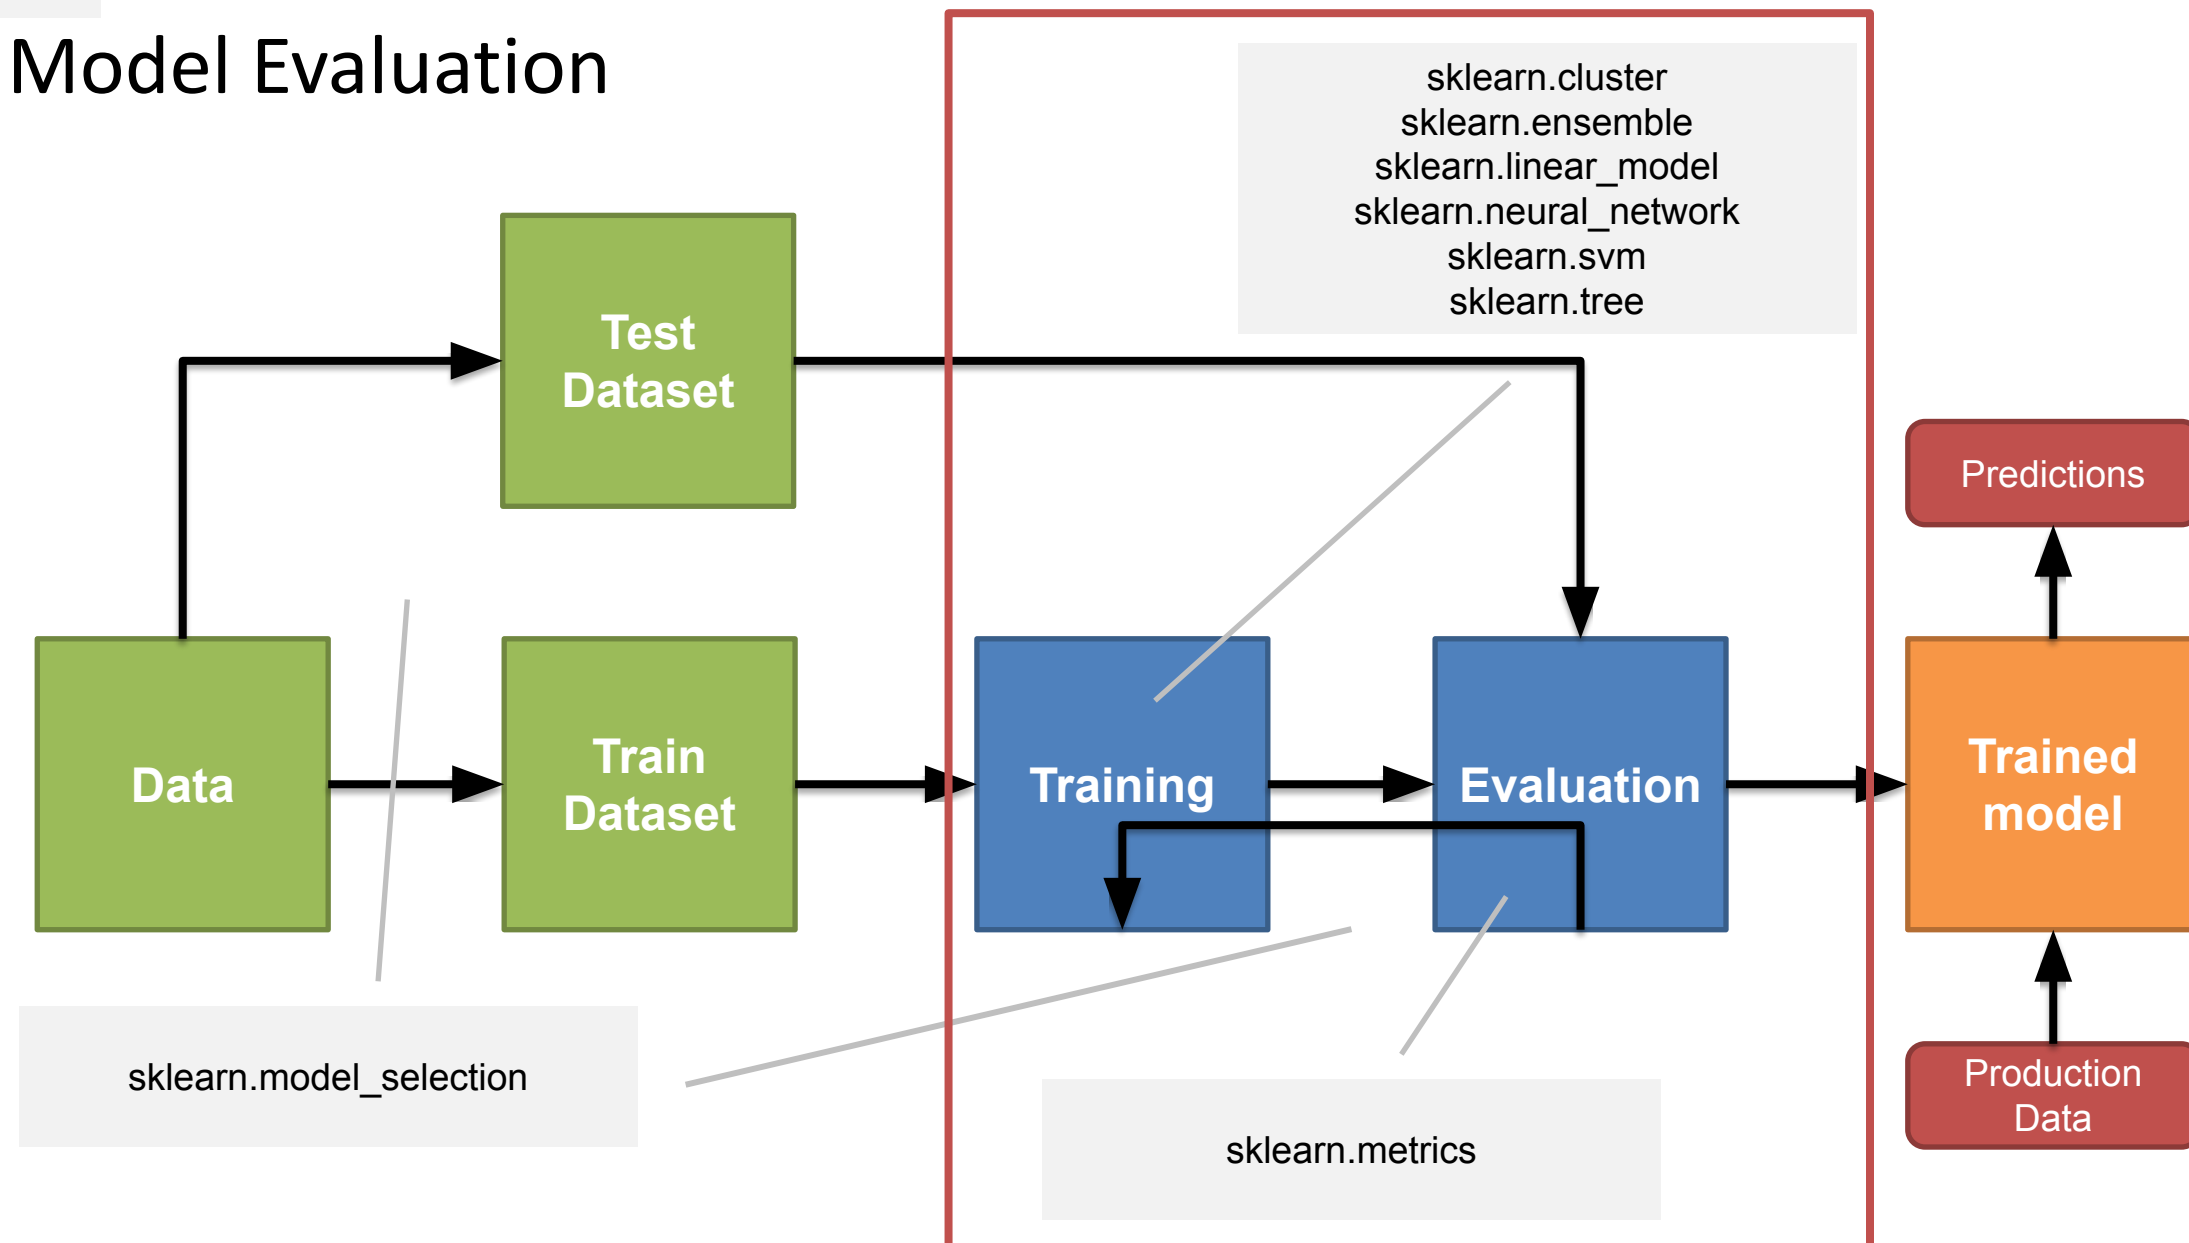 Model Evaluation
sklearn.cluster
sklearn.ensemble
sklearn.linear_model
sklearn.neural_network
sklearn.svm
sklearn.tree
Test
Dataset
Predictions
Data
Train
Dataset
Training
Evaluation
Trained
model
sklearn.model_selection
sklearn.metrics
Production
Data